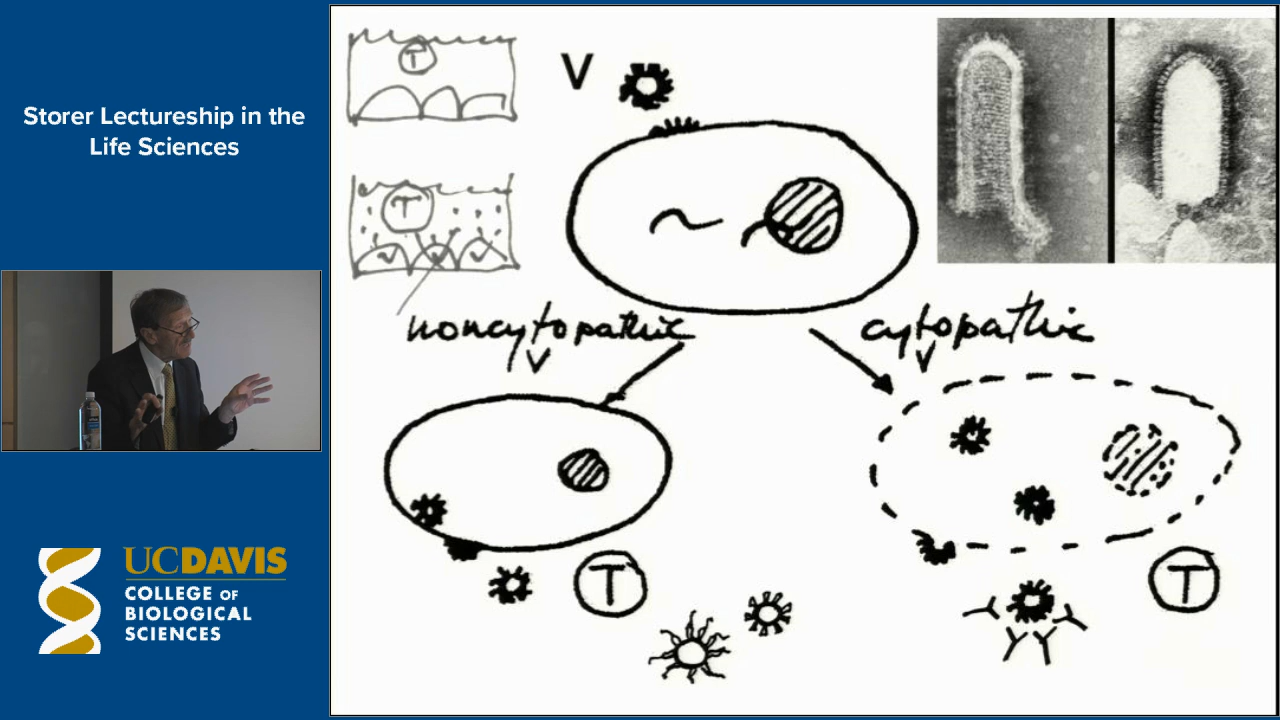 Storer Lectureship in the
Life Sciences
UCDAVIS
COLLEGE OF
BIOLOGICAL
SCIENCES
T
T
V
noncytopathic
V
cytopathic
V
T
T